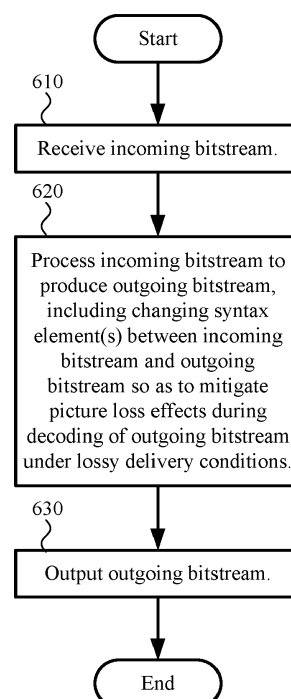 Start
610
Receive incoming bitstream.
620
Process incoming bitstream to
produce outgoing bitstream,
including changing syntax
element(s) between incoming
bitstream and outgoing
bitstream so as to mitigate
picture loss effects during
decoding of outgoing bitstream
under lossy delivery conditions.
630
Output outgoing bitstream.
End